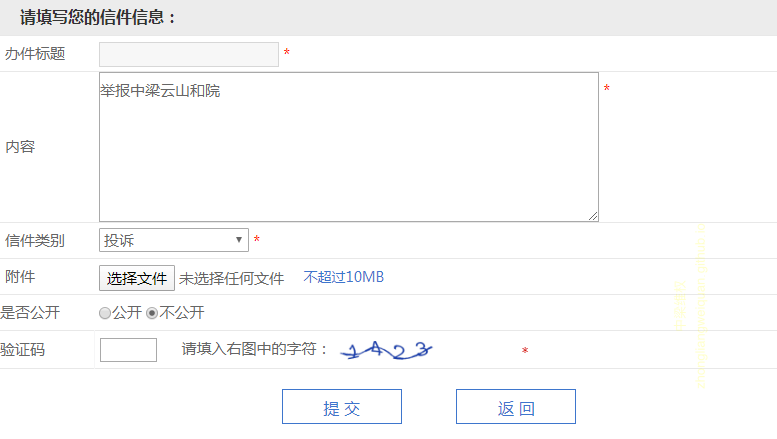 请填写您的信件信息：
办件标题 *
举报中梁云山和院 *
内容
信件类别 投诉 *
附件 选择文件 未选择任何文件 不超过10MB
是否公开 公开 不公开
验证码 请填入右图中的字符： 1423 *
提 交 返 回